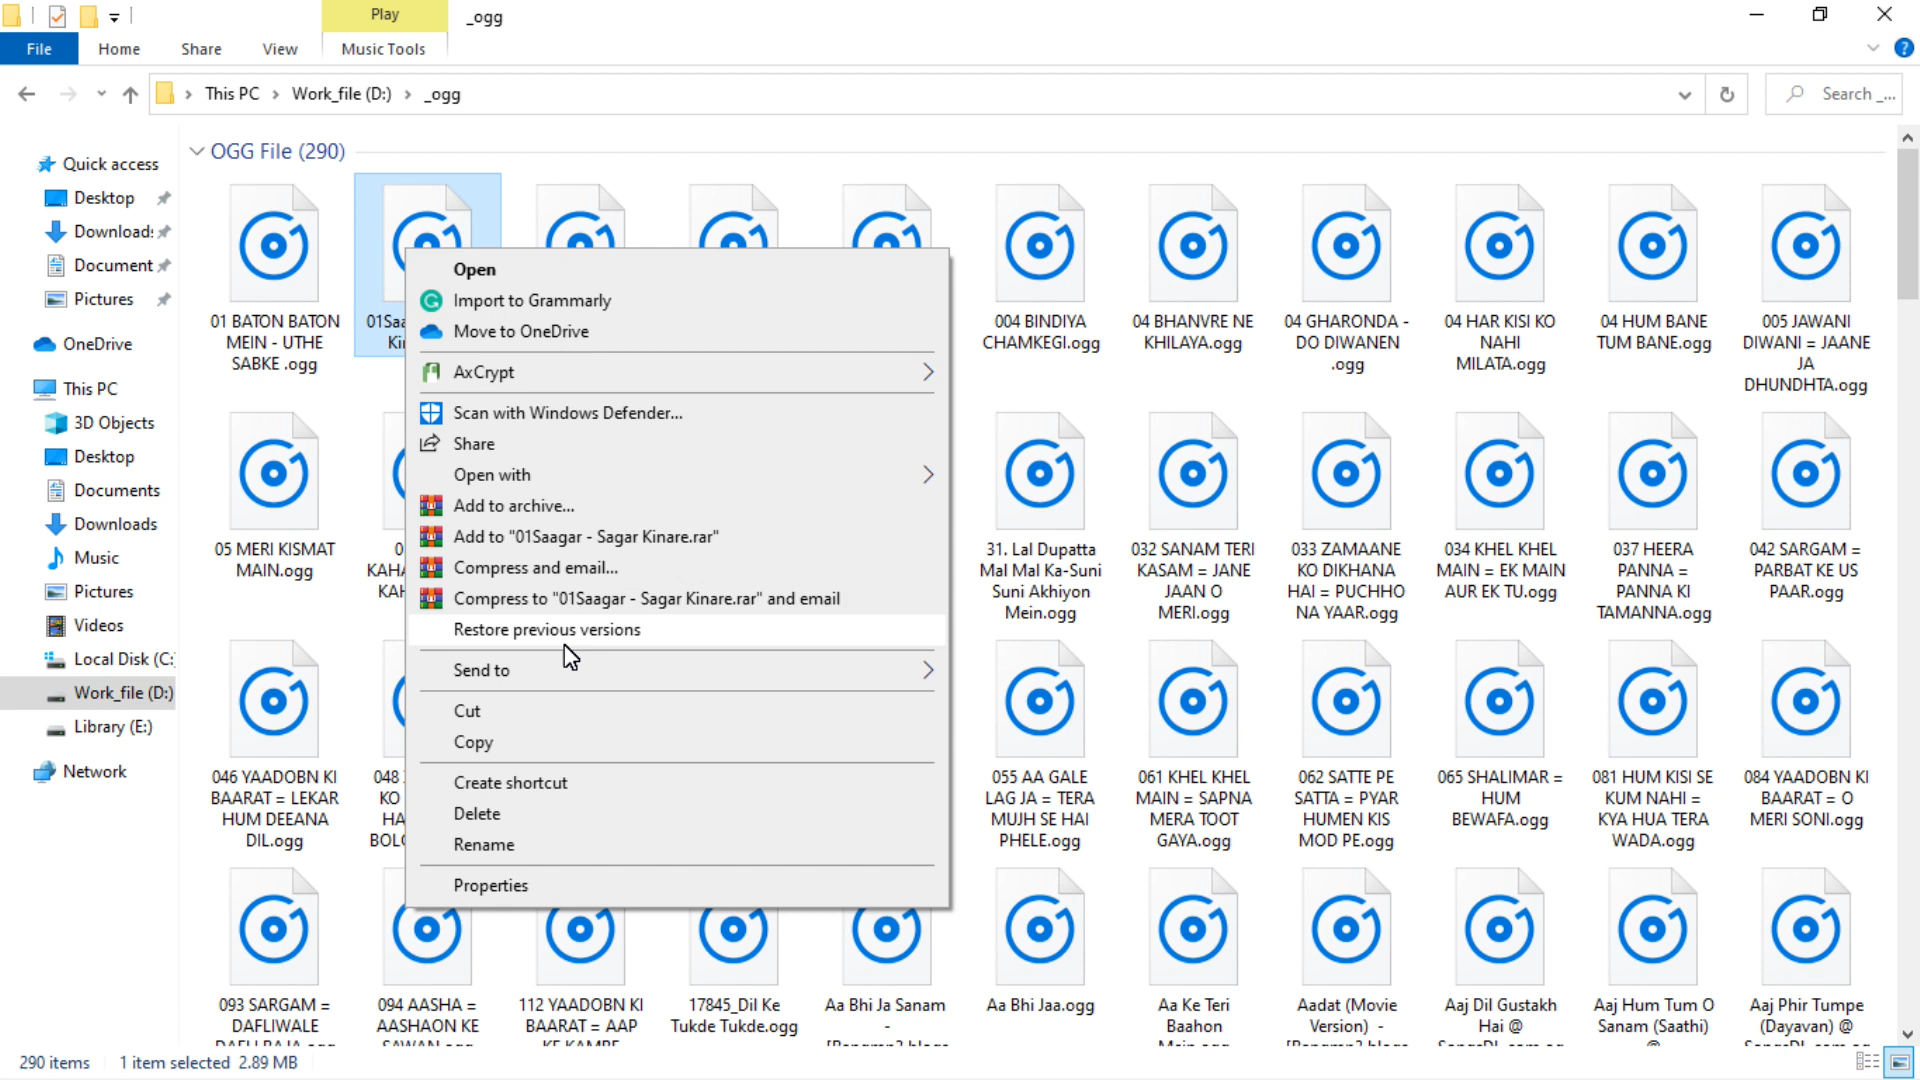 Play
_ogg
File
Home
Share
View
Music Tools
This PC
Work_file (D:)
_ogg
Search _...
Quick access
Desktop
Document
Pictures
OneDrive
This PC
3D Objects
Desktop
Documents
Downloads
Music
Pictures
Videos
Local Disk (C:
Work_file (D:)
Library (E:)
Network
OGG File (290)
01 BATON BATON
MEIN - UTHE
SABKE .ogg
004 BINDIYA
CHAMKEGI.ogg
04 BHANVRE NE
KHILAYA.ogg
04 GHARONDA -
DO DIWANEN
.ogg
04 HAR KISI KO
NAHI
MILATA.ogg
04 HUM BANE
TUM BANE.ogg
005 JAWANI
DIWANI = JAANE
JA
DHUNDHTA.ogg
Open
Import to Grammarly
Move to OneDrive
AxCrypt
Scan with Windows Defender...
Share
Open with
Add to archive...
Add to "01Saagar - Sagar Kinare.rar"
Compress and email...
Compress to "01Saagar - Sagar Kinare.rar" and email
Restore previous versions
Send to
Cut
Copy
Create shortcut
Delete
Rename
Properties
05 MERI KISMAT
MAIN.ogg
31. Lal Dupatta
Mal Mal Ka-Suni
Suni Akhiyon
Mein.ogg
032 SANAM TERI
KASAM = JANE
JAAN O
MERI.ogg
033 ZAMAANE
KO DIKHANA
HAI = PUCHHO
NA YAAR.ogg
034 KHEL KHEL
MAIN = EK MAIN
AUR EK TU.ogg
037 HEERA
PANNA =
PANNA KI
TAMANNA.ogg
042 SARGAM =
PARBAT KE US
PAAR.ogg
046 YAADOBN KI
BAARAT = LEKAR
HUM DEEANA
DIL.ogg
048
KO
055 AA GALE
LAG JA = TERA
MUJH SE HAI
PHELE.ogg
061 KHEL KHEL
MAIN = SAPNA
MERA TOOT
GAYA.ogg
062 SATTE PE
SATTA = PYAR
HUMEN KIS
MOD PE.ogg
065 SHALIMAR =
HUM
BEWAFA.ogg
081 HUM KISI SE
KUM NAHI =
KYA HUA TERA
WADA.ogg
084 YAADOBN KI
BAARAT = O
MERI SONI.ogg
093 SARGAM =
DAFLIWALE
094 AASHA =
AASHAON KE
112 YAADOBN KI
BAARAT = AAP
17845_Dil Ke
Tukde Tukde.ogg
Aa Bhi Ja Sanam
-
Aa Bhi Jaa.ogg
Aa Ke Teri
Baahon
Aadat (Movie
Version) -
Aaj Dil Gustakh
Hai @
Aaj Hum Tum O
Sanam (Saathi)
Aaj Phir Tumpe
(Dayavan) @
290 items
1 item selected 2.89 MB